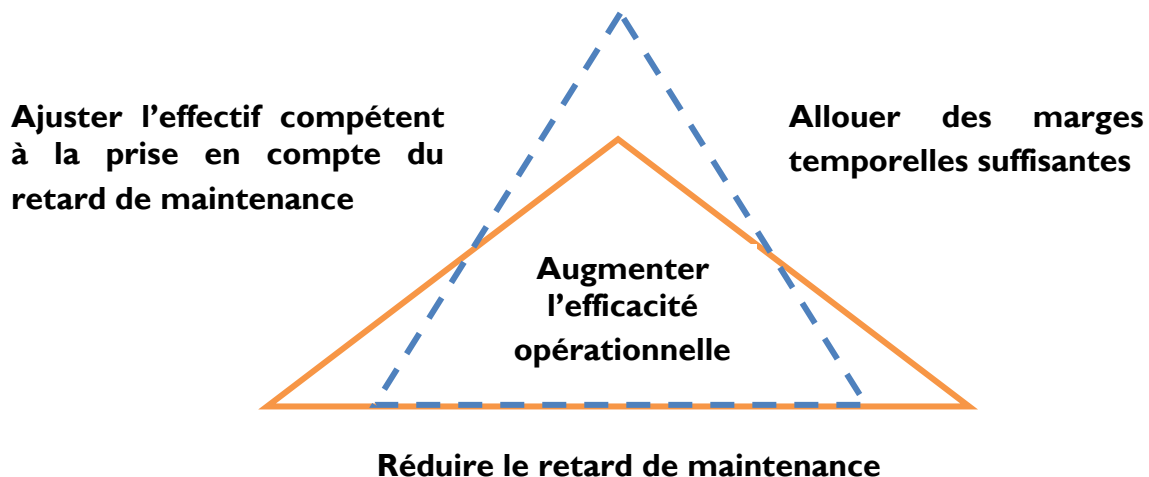 Ajuster l’effectif compétent
à la prise en compte du
retard de maintenance
Allouer des marges
temporelles suffisantes
Augmenter
l’efficacité
opérationnelle
Réduire le retard de maintenance